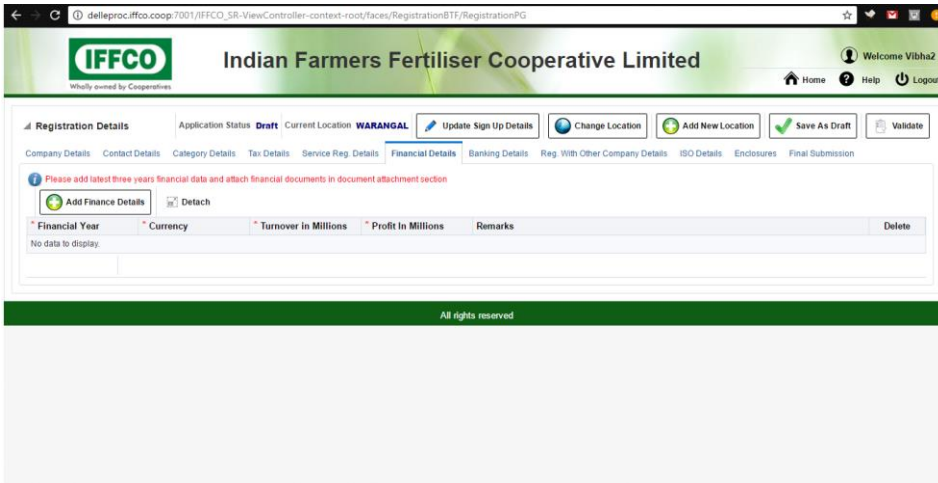 delleproc.iffco.coop:7001/IFFCO_SR-ViewController-context-root/faces/RegistrationBTF/RegistrationPG
IFFCO
Wholly owned by Cooperatives
Indian Farmers Fertiliser Cooperative Limited
Welcome Vibha2
Home Help Logout
Registration Details Application Status Draft Current Location WARANGAL Update Sign Up Details Change Location Add New Location Save As Draft Validate
Company Details Contact Details Category Details Tax Details Service Reg. Details Financial Details Banking Details Reg. With Other Company Details ISO Details Enclosures Final Submission
Please add latest three years financial data and attach financial documents in document attachment section
Add Finance Details Detach
* Financial Year * Currency * Turnover in Millions * Profit In Millions Remarks Delete
No data to display.
All rights reserved